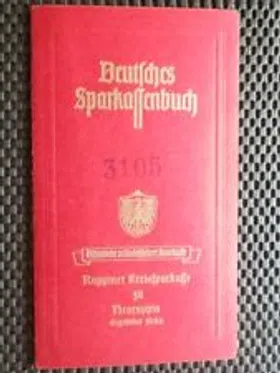 Deutsches
Sparkassenbuch
3105
Ruppiner Kreissparkasse
zu
Neuruppin